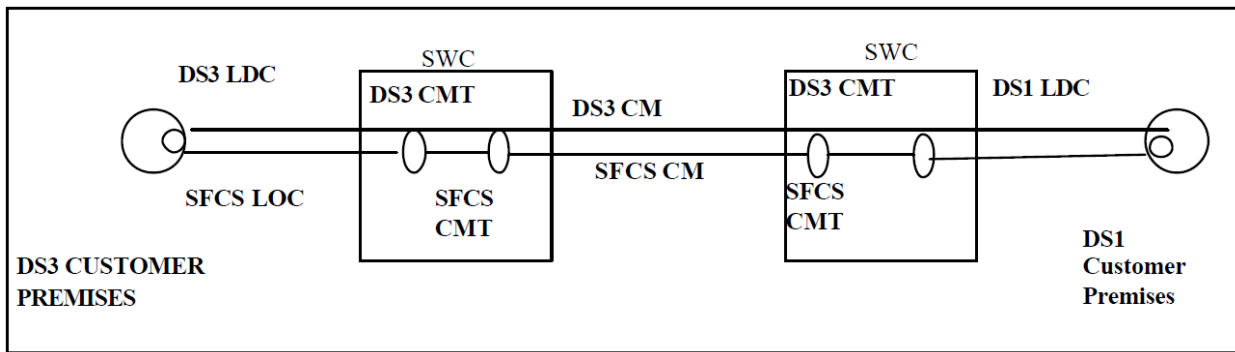 SWC
SWC
DS3 LDC
DS3 CMT
DS3 CMT
DS1 LDC
DS3 CM
SFCS CM
SFCS LOC
SFCS
CMT
SFCS
CMT
DS3 CUSTOMER
PREMISES
DS1
Customer
Premises